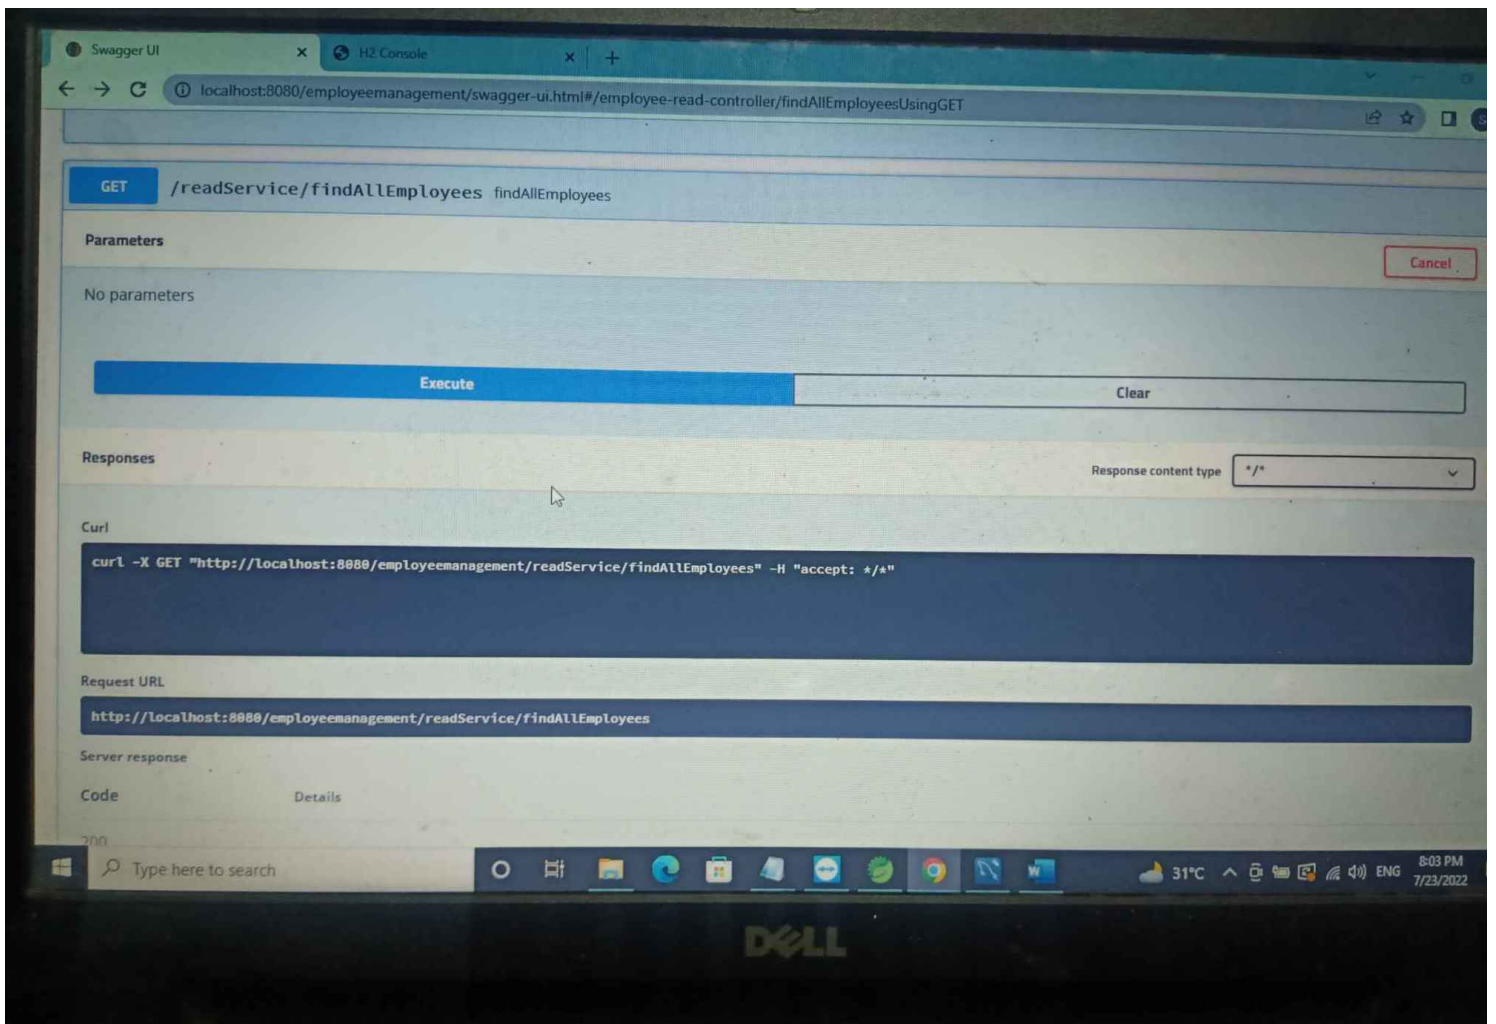 Swagger UI
H2 Console
localhost:8080/employeemanagement/swagger-ui.html#/employee-read-controller/findAllEmployeesUsingGET
S
GET /readService/findAllEmployees findAllEmployees
Parameters
Cancel
No parameters
Execute
Clear
Responses
Response content type */*
Curl
curl -X GET "http://localhost:8080/employeemanagement/readService/findAllEmployees" -H "accept: */*"
Request URL
http://localhost:8080/employeemanagement/readService/findAllEmployees
Server response
Code Details
200
Type here to search
W
31°C
ENG
8:03 PM
7/23/2022
DELL